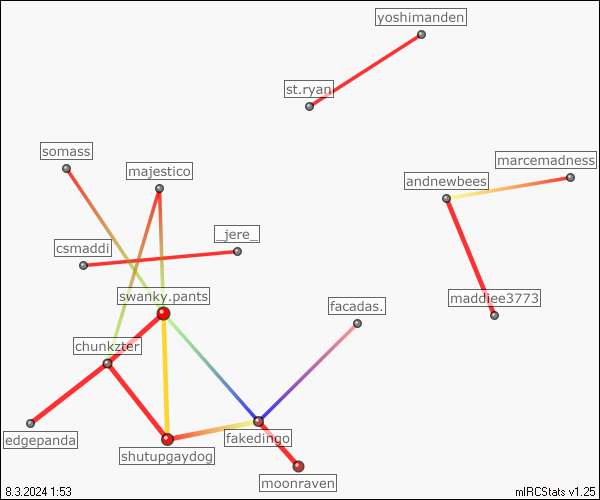 yoshimanden
st.ryan
somass
marcemadness
majestico
andnewbees
_jere_
csmaddi
swanky.pants
maddiee3773
facadas.
chunkzter
edgepanda
fakedingo
shutupgaydog
moonraven
8.3.2024 1:53
mIRCStats v1.25